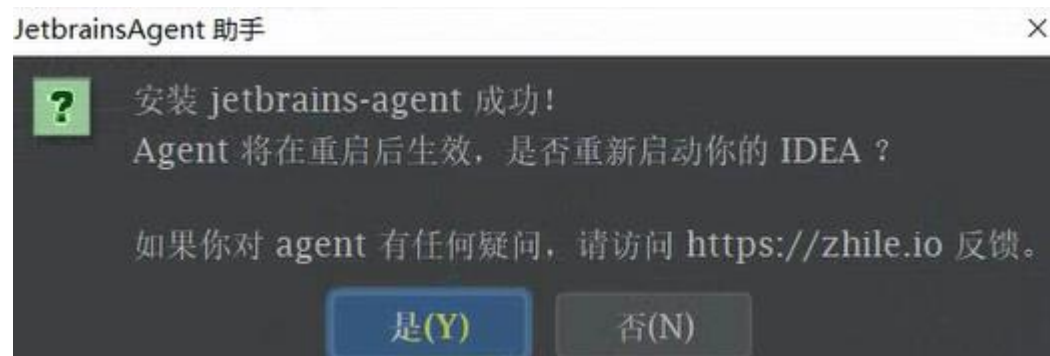 JetbrainsAgent 助手
?
安装 jetbrains-agent 成功!
Agent 将在重启后生效，是否重新启动你的 IDEA ?
如果你对 agent 有任何疑问，请访问 https://zhile.io 反馈。
是(Y) 否(N)